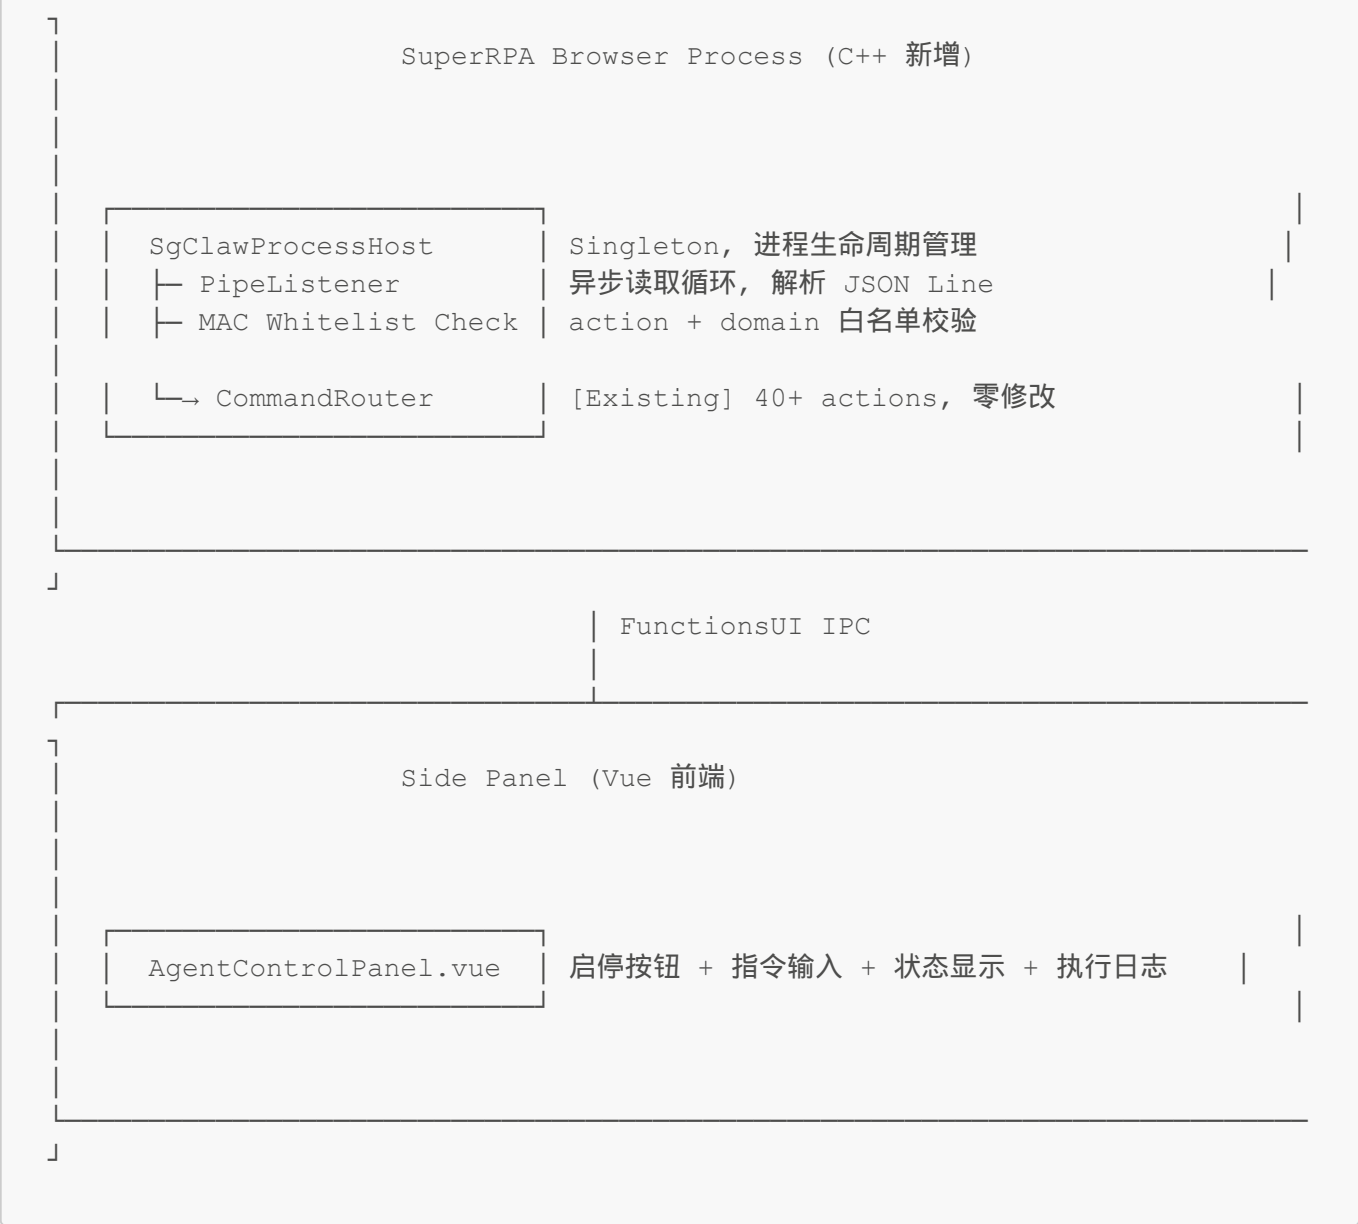 SuperRPA Browser Process (C++ 新增)
SgClawProcessHost │ Singleton, 进程生命周期管理
├─ PipeListener │ 异步读取循环, 解析 JSON Line
├─ MAC Whitelist Check │ action + domain 白名单校验
└─→ CommandRouter │ [Existing] 40+ actions, 零修改
FunctionsUI IPC
Side Panel (Vue 前端)
AgentControlPanel.vue │ 启停按钮 + 指令输入 + 状态显示 + 执行日志